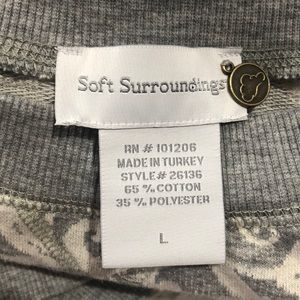 Soft Surroundings
RN # 101206
MADE IN TURKEY
STYLE# 26136
65 % COTTON
35 % POLYESTER
L